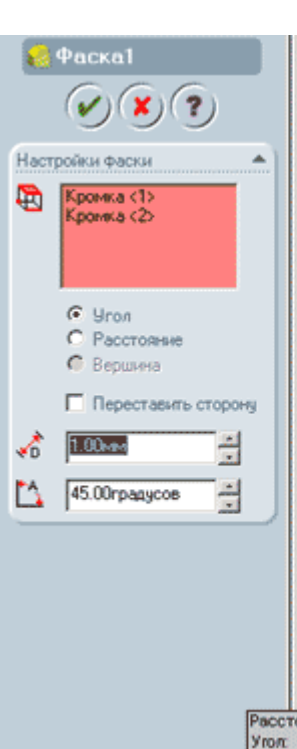 Фаска1
?
Настройки фаски
Кромка <1>
Кромка <2>
Угол
Расстояние
Вершина
Переставить сторону
D
1.00мм
A
45.00градусов
Угол: